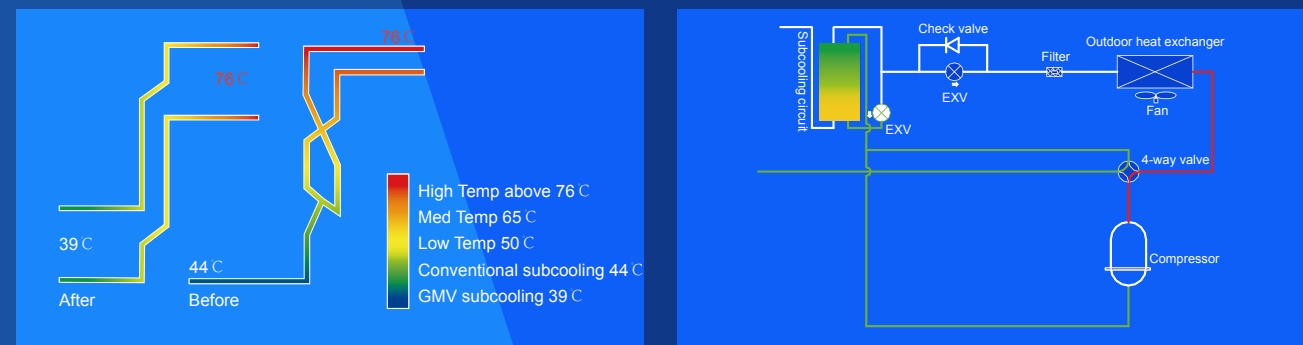 76℃
76℃
39℃
44℃
After
Before
High Temp above 76℃
Med Temp 65℃
Low Temp 50℃
Conventional subcooling 44℃
GMV subcooling 39℃
Subcooling circuit
Check valve
EXV
Filter
Outdoor heat exchanger
Fan
EXV
4-way valve
Compressor